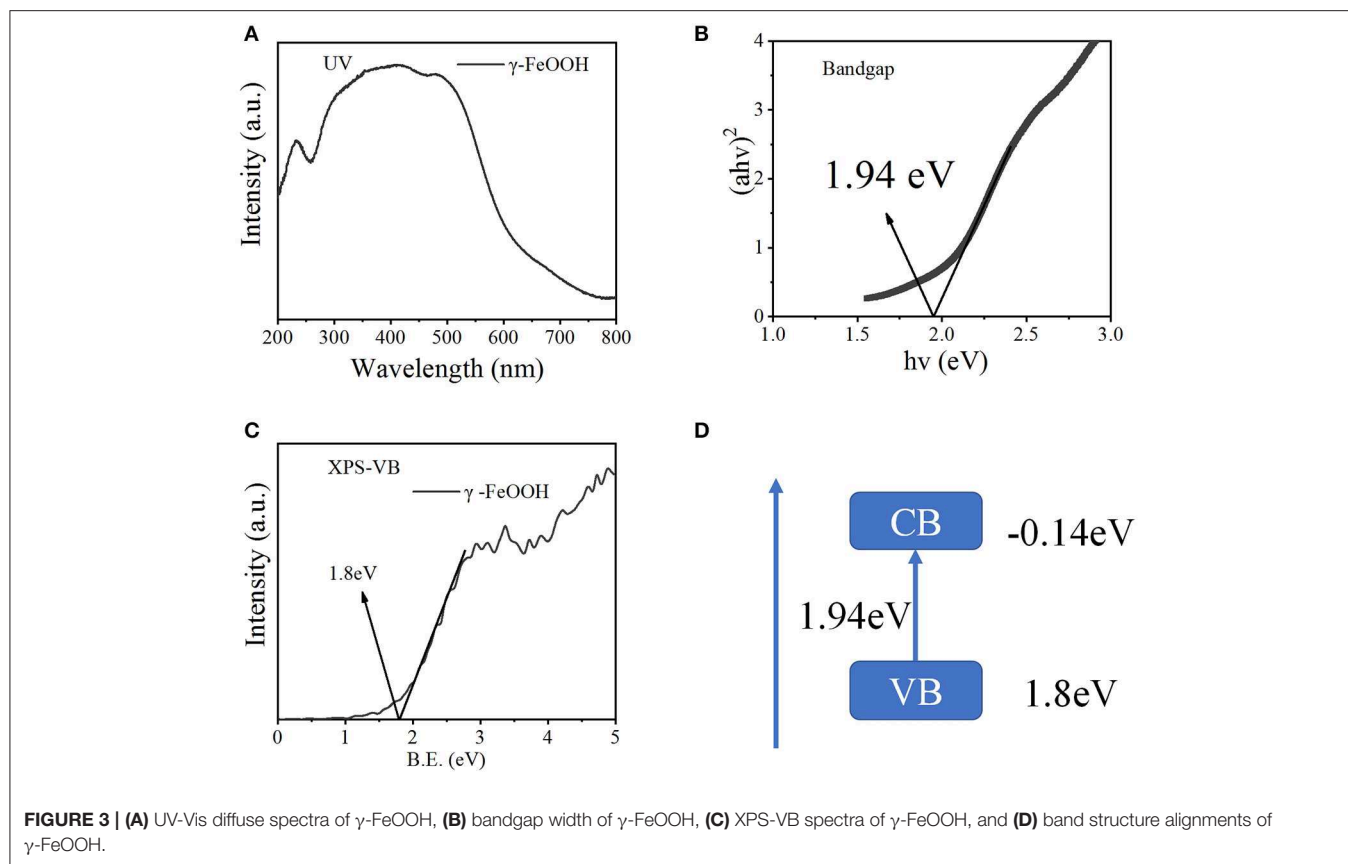 A
UV
γ-FeOOH
Intensity (a.u.)
200 300 400 500 600 700 800
Wavelength (nm)
B
Bandgap
1.94 eV
(ahv)²
4
3
2
1
0
1.0 1.5 2.0 2.5 3.0
hv (eV)
C
XPS-VB
γ -FeOOH
1.8eV
Intensity (a.u.)
0 1 2 3 4 5
B.E. (eV)
D
CB
-0.14eV
1.94eV
VB
1.8eV
FIGURE 3 | (A) UV-Vis diffuse spectra of γ-FeOOH, (B) bandgap width of γ-FeOOH, (C) XPS-VB spectra of γ-FeOOH, and (D) band structure alignments of
γ-FeOOH.